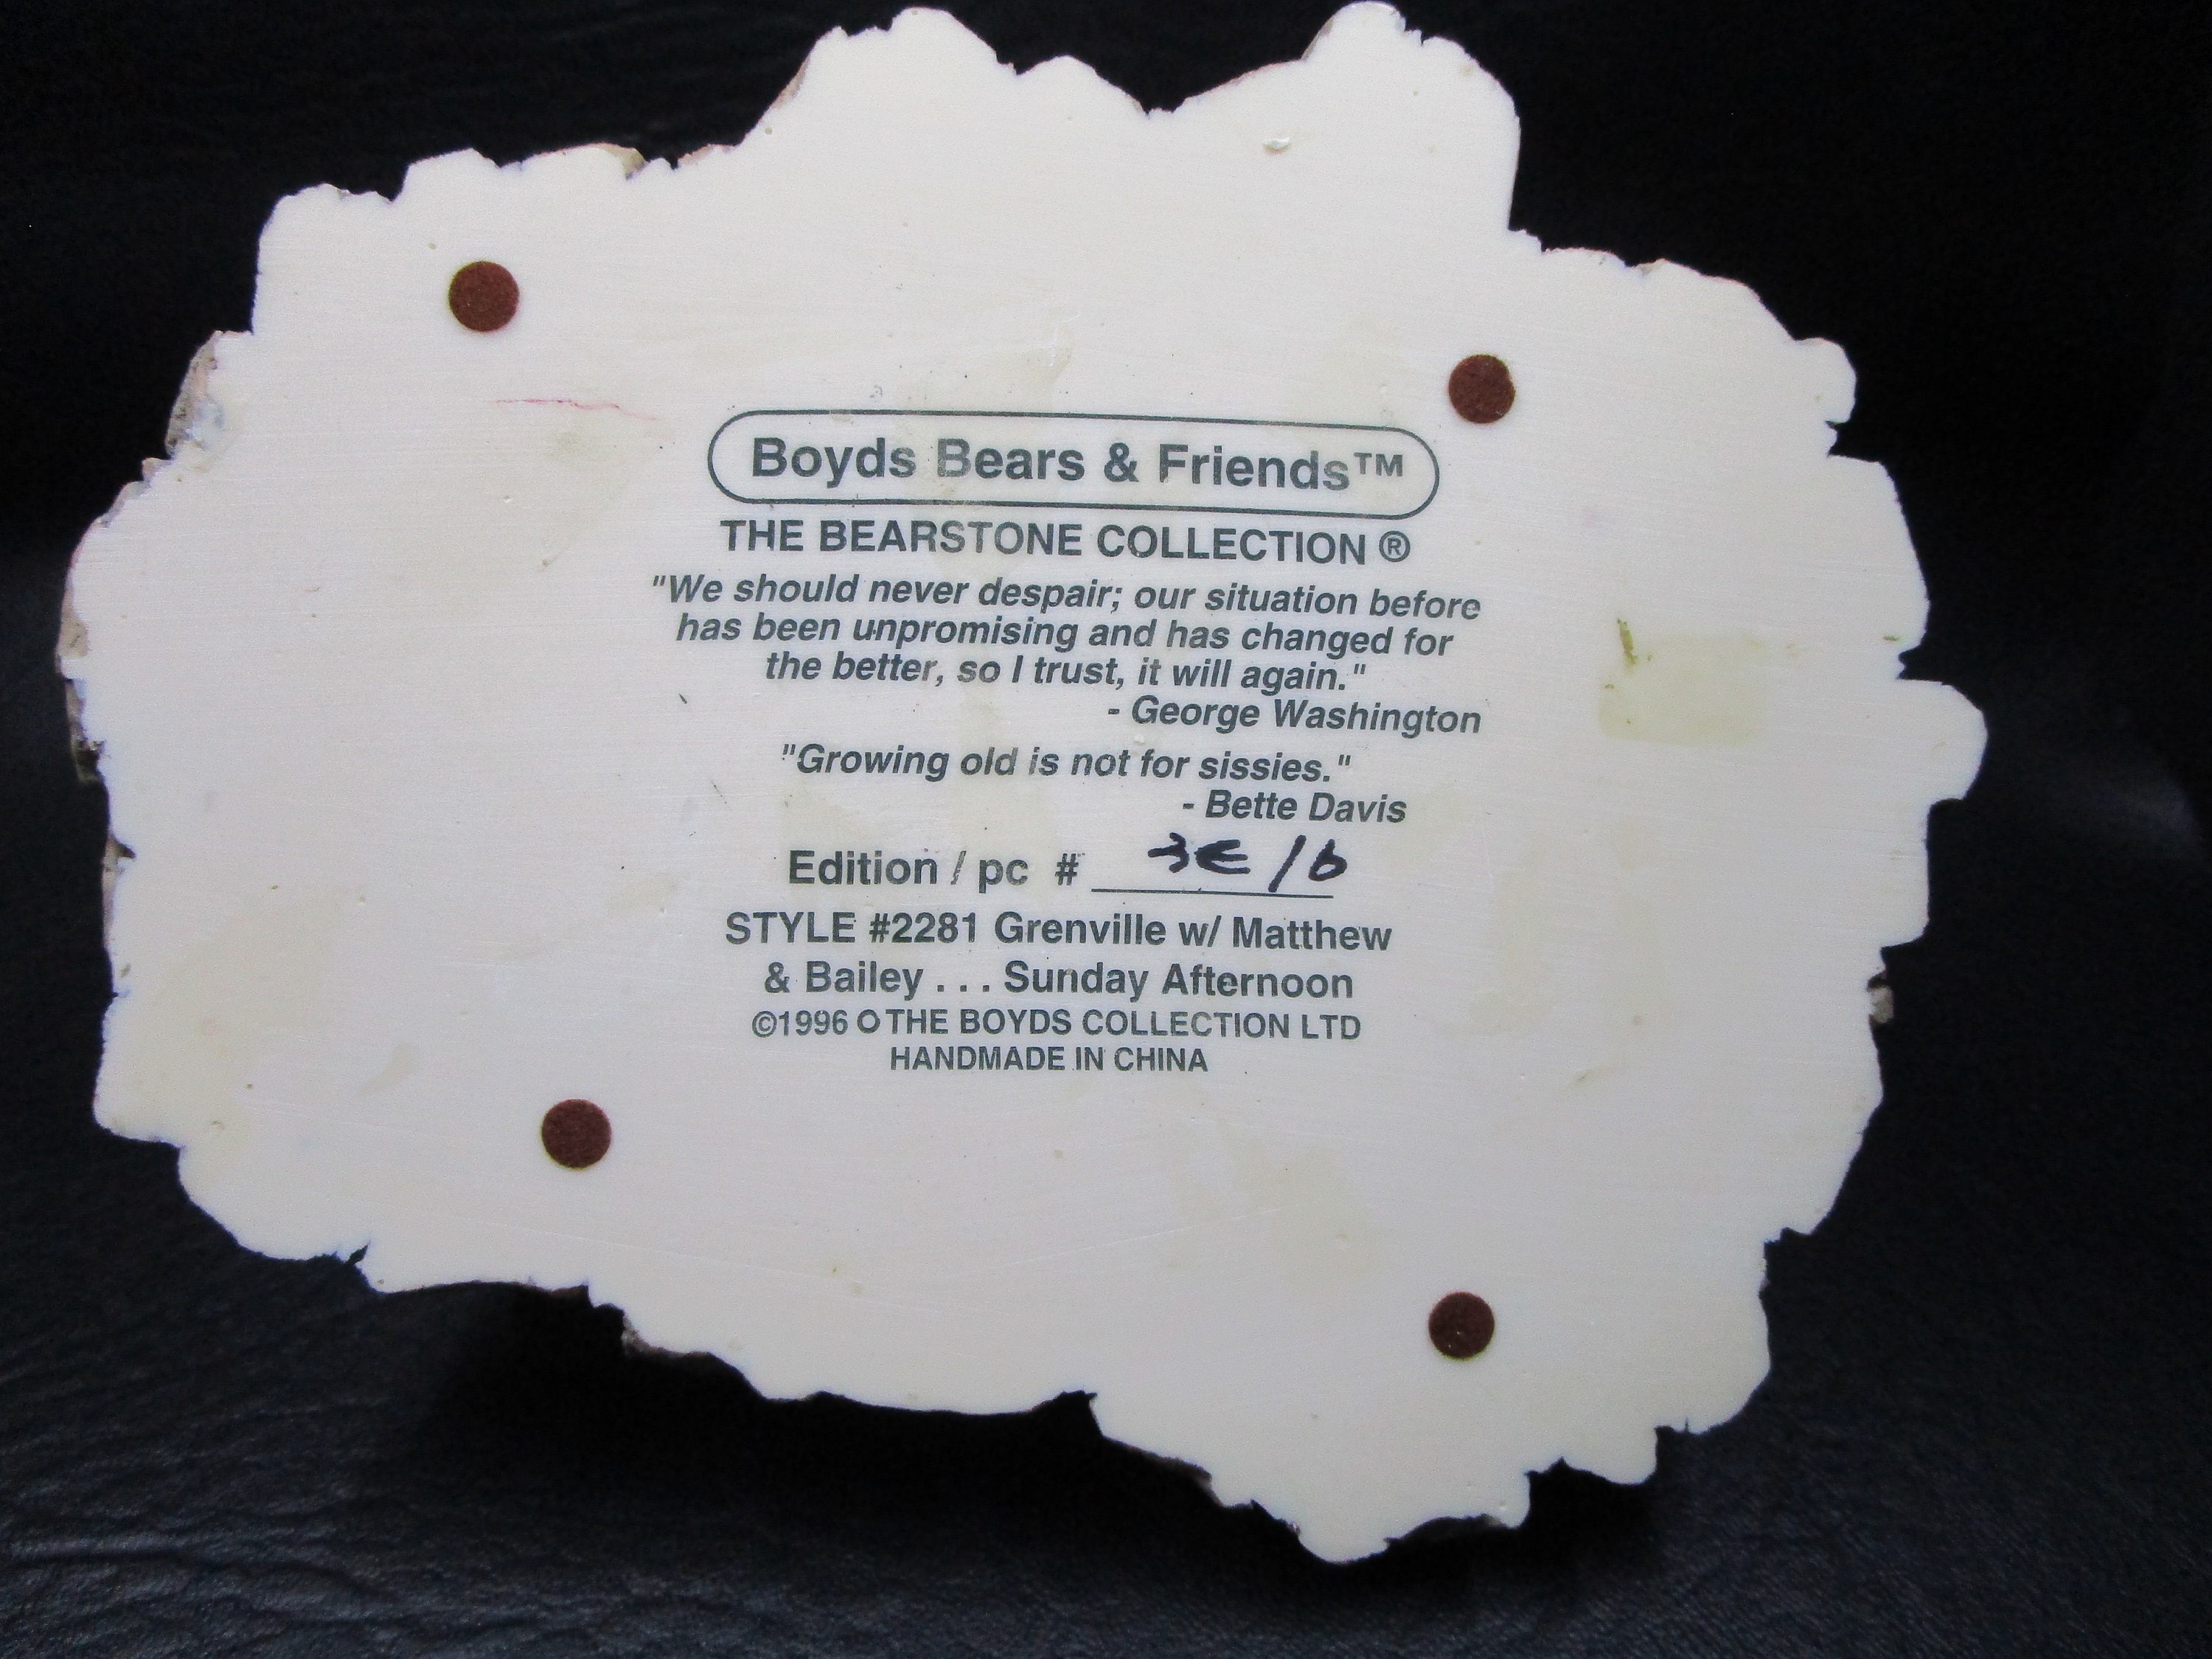 Boyds Bears & Friends™
THE BEARSTONE COLLECTION ®
"We should never despair; our situation before
has been unpromising and has changed for
the better, so I trust, it will again."
- George Washington
"Growing old is not for sissies."
- Bette Davis
Edition / pc # 3E/6
STYLE #2281 Grenville w/ Matthew
& Bailey . . . Sunday Afternoon
©1996 THE BOYDS COLLECTION LTD
HANDMADE IN CHINA